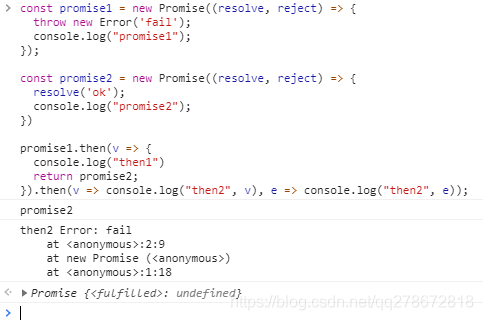 const promise1 = new Promise((resolve, reject) => {
  throw new Error('fail');
  console.log("promise1");
});
const promise2 = new Promise((resolve, reject) => {
  resolve('ok');
  console.log("promise2");
})
promise1.then(v => {
  console.log("then1")
  return promise2;
}).then(v => console.log("then2", v), e => console.log("then2", e));
promise2
then2 Error: fail
    at <anonymous>:2:9
    at new Promise (<anonymous>)
    at <anonymous>:1:18
Promise {<fulfilled>: undefined}
https://blog.csdn.net/qq278672818